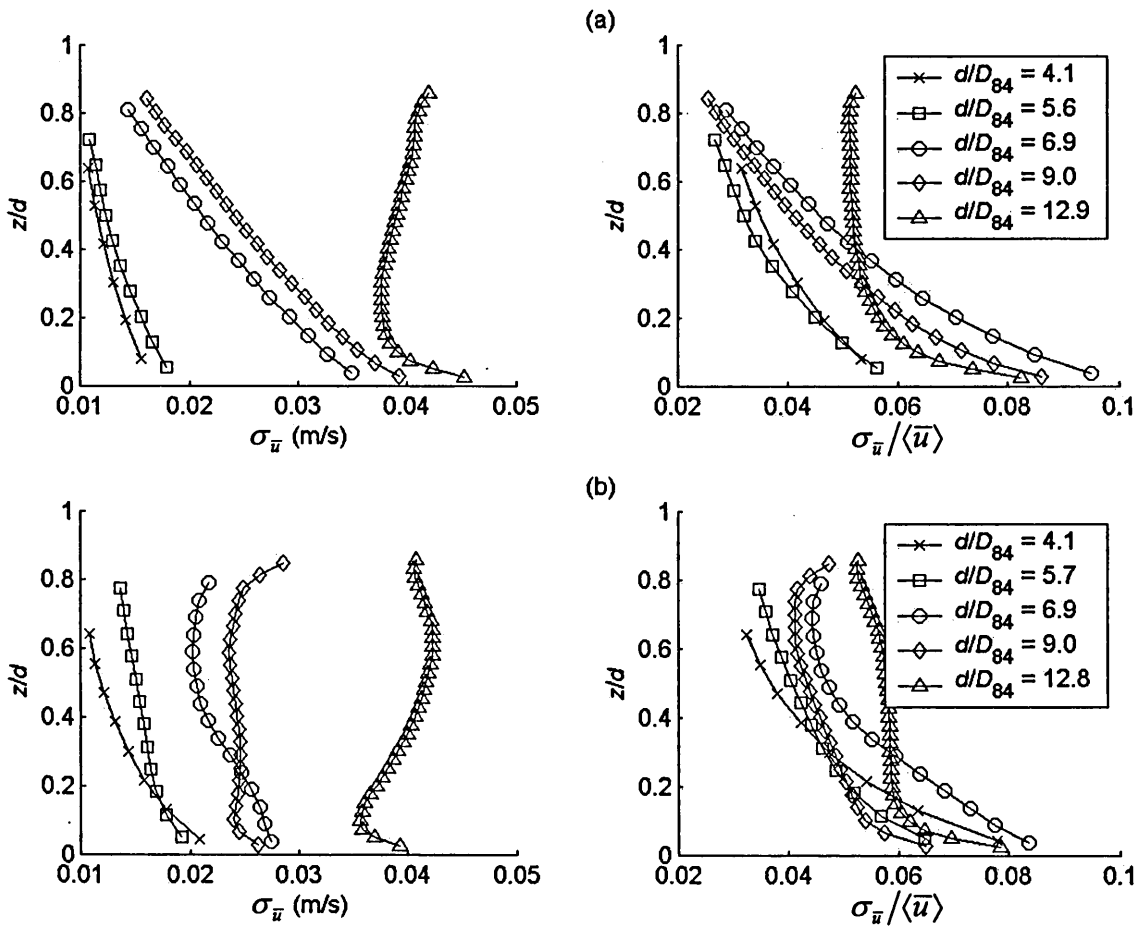 (a)
1
0.8
0.6
0.4
0.2
0
z/d
0.01 0.02 0.03 0.04 0.05
σ_u̅ (m/s)
0.02 0.04 0.06 0.08 0.1
σ_u̅/⟨u̅⟩
1
0.8
0.6
0.4
0.2
0
z/d
d/D84 = 4.1
d/D84 = 5.6
d/D84 = 6.9
d/D84 = 9.0
d/D84 = 12.9
(b)
1
0.8
0.6
0.4
0.2
0
z/d
0.01 0.02 0.03 0.04 0.05
σ_u̅ (m/s)
1
0.8
0.6
0.4
0.2
0
z/d
d/D84 = 4.1
d/D84 = 5.7
d/D84 = 6.9
d/D84 = 9.0
d/D84 = 12.8
0.02 0.04 0.06 0.08 0.1
σ_u̅/⟨u̅⟩